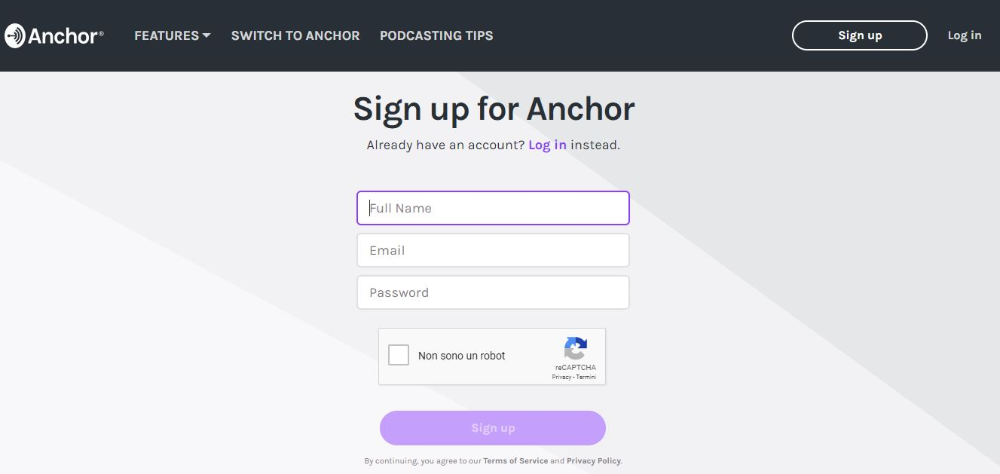 Anchor® FEATURES SWITCH TO ANCHOR PODCASTING TIPS Sign up Log in
Sign up for Anchor
Already have an account? Log in instead.
Full Name
Email
Password
Non sono un robot
reCAPTCHA
Privacy - Termini
Sign up
By continuing, you agree to our Terms of Service and Privacy Policy.